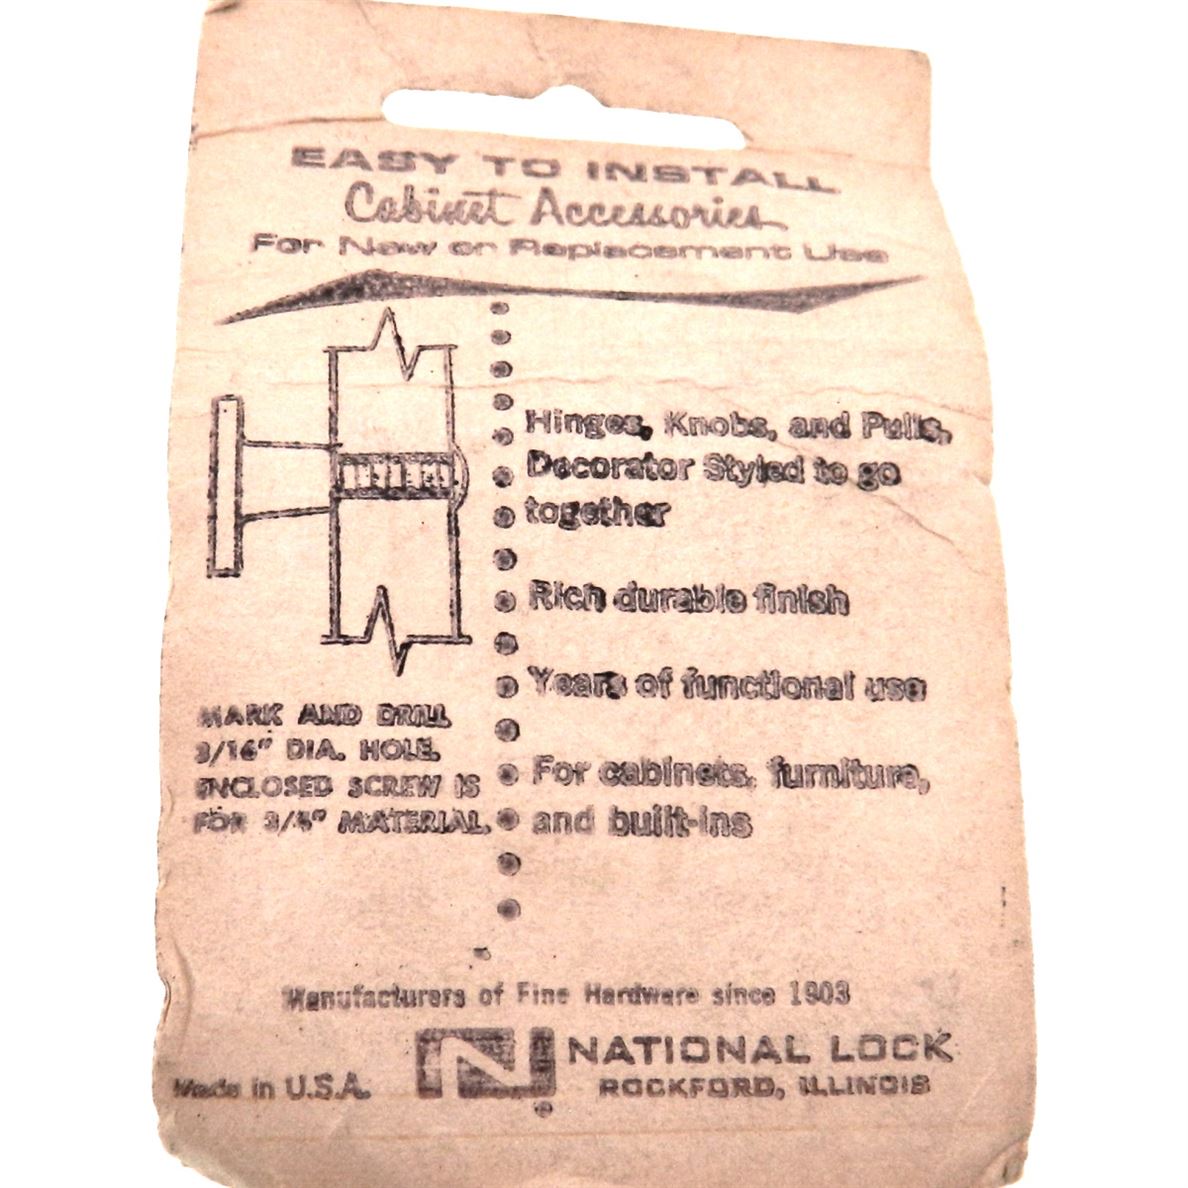 EASY TO INSTALL
Cabinet Accessories
For New or Replacement Use
Hinges, Knobs, and Pulls,
Decorator Styled to go
together
Rich durable finish
Years of functional use
For cabinets, furniture,
and built-ins
MARK AND DRILL
3/16" DIA. HOLE.
ENCLOSED SCREW IS
FOR 3/4" MATERIAL.
Manufacturers of Fine Hardware since 1903
N NATIONAL LOCK
ROCKFORD, ILLINOIS
Made in U.S.A.